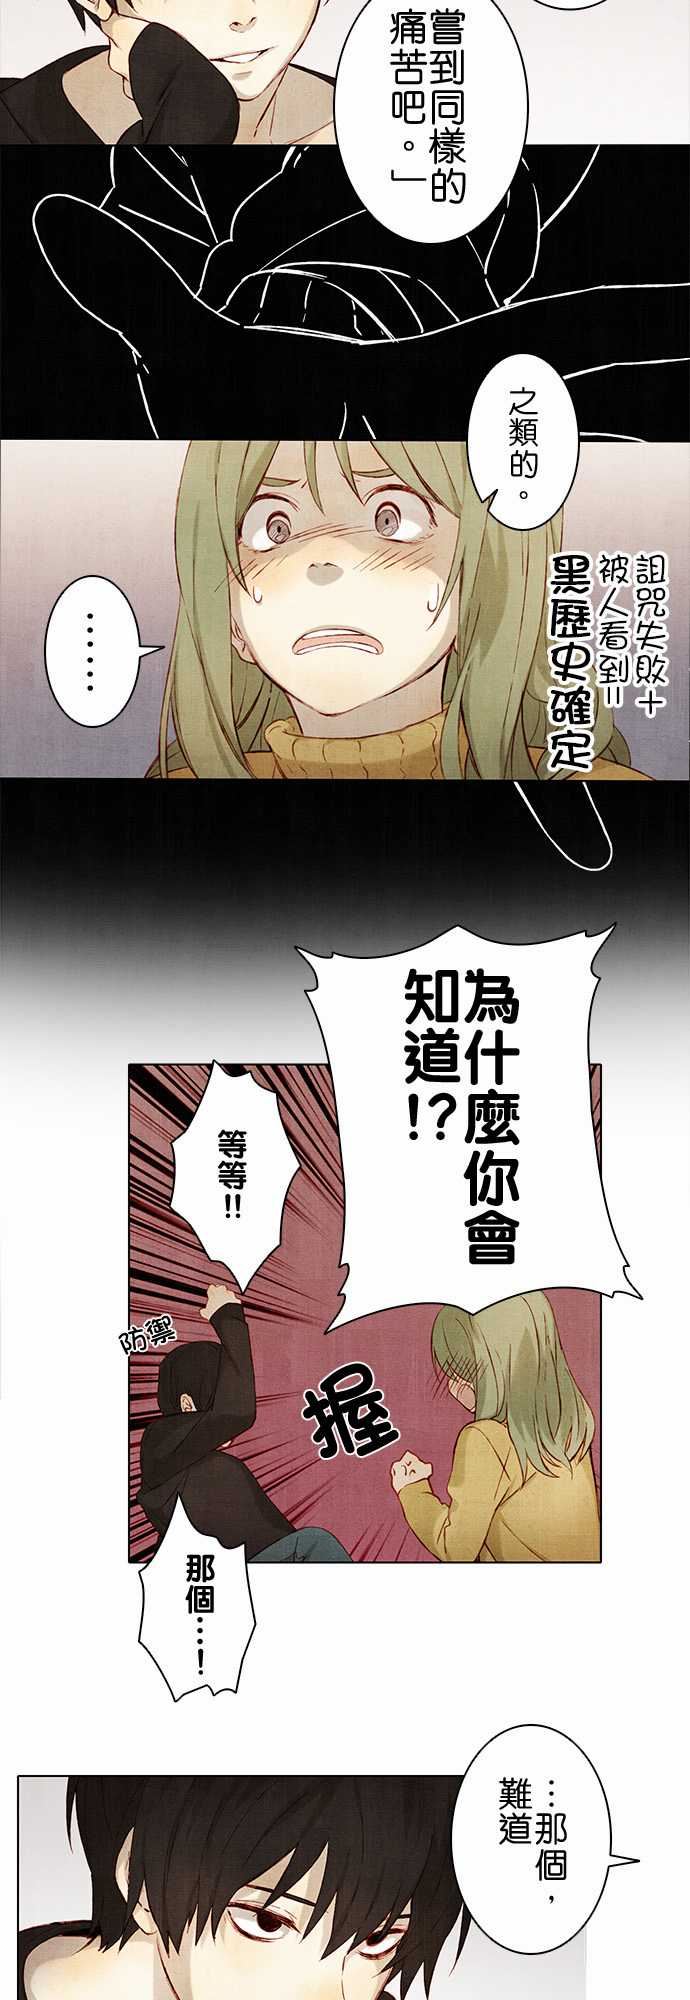 嘗到同樣的
痛苦吧。」
之類的。
詛咒失敗＋
被人看到＝
黑歷史確定
……
為什麼你會
知道!?
等等!!
防禦
握
那個…！
…那個，
難道